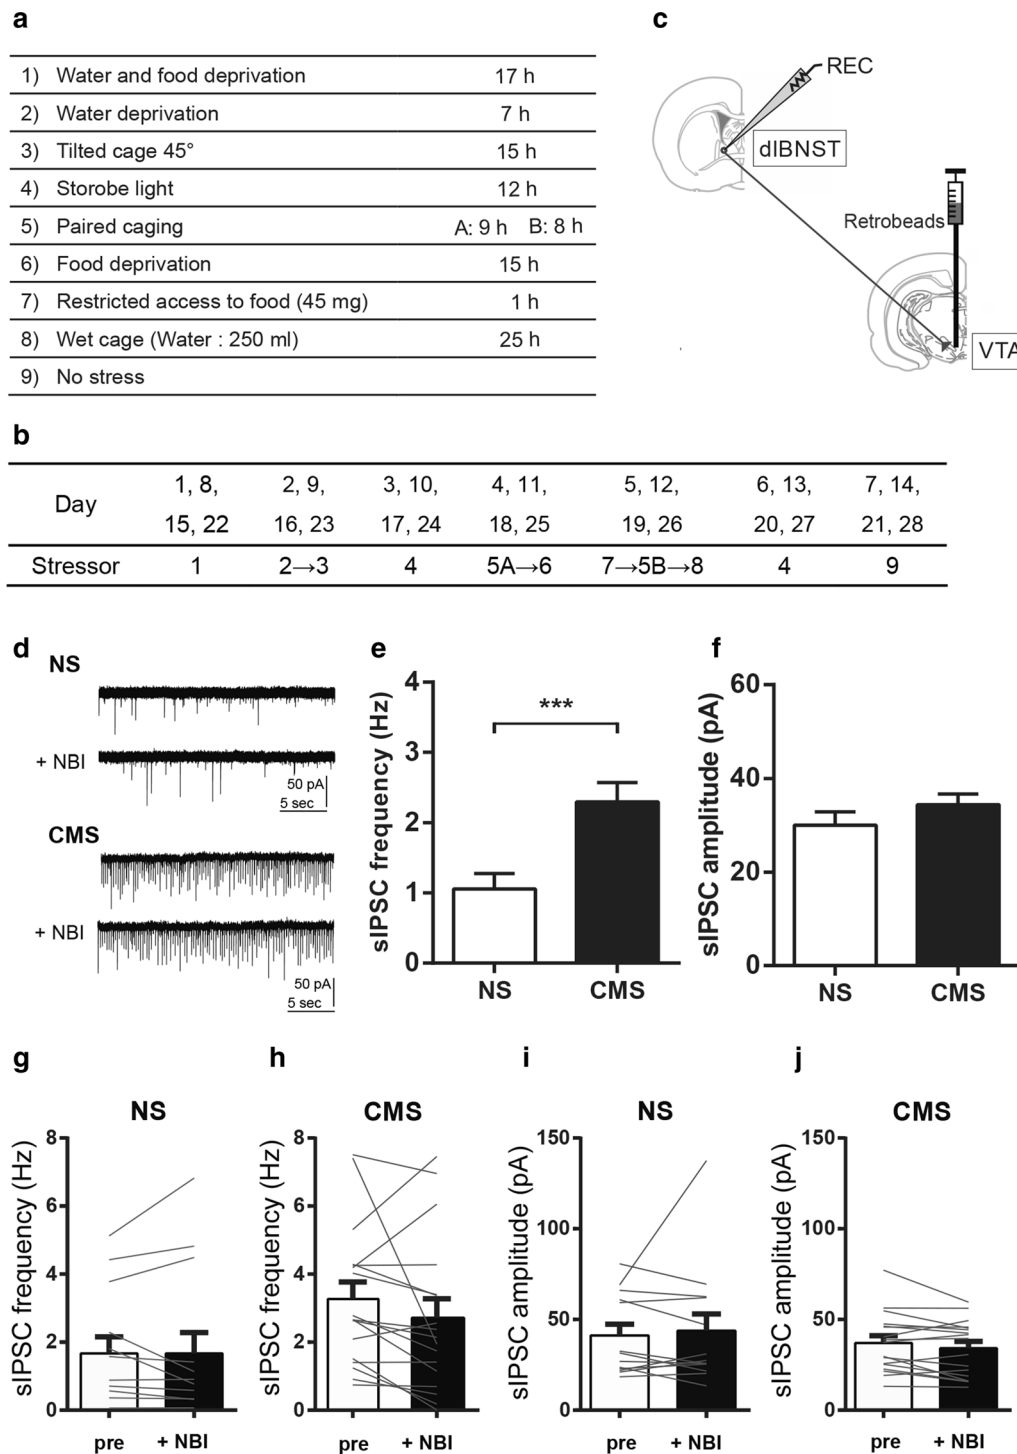 a
1) Water and food deprivation 17 h
2) Water deprivation 7 h
3) Tilted cage 45° 15 h
4) Storobe light 12 h
5) Paired caging A: 9 h B: 8 h
6) Food deprivation 15 h
7) Restricted access to food (45 mg) 1 h
8) Wet cage (Water : 250 ml) 25 h
9) No stress
c
REC
dlBNST
Retrobeads
VTA
b
Day 1, 8, 2, 9, 3, 10, 4, 11, 5, 12, 6, 13, 7, 14,
15, 22 16, 23 17, 24 18, 25 19, 26 20, 27 21, 28
Stressor 1 2→3 4 5A→6 7→5B→8 4 9
d
NS
+ NBI
50 pA
5 sec
CMS
+ NBI
50 pA
5 sec
e
sIPSC frequency (Hz)
4
3
2
1
0
***
NS CMS
f
sIPSC amplitude (pA)
60
40
20
0
NS CMS
g
NS
sIPSC frequency (Hz)
8
6
4
2
0
pre + NBI
h
CMS
sIPSC frequency (Hz)
8
6
4
2
0
pre + NBI
i
NS
sIPSC amplitude (pA)
150
100
50
0
pre + NBI
j
CMS
sIPSC amplitude (pA)
150
100
50
0
pre + NBI